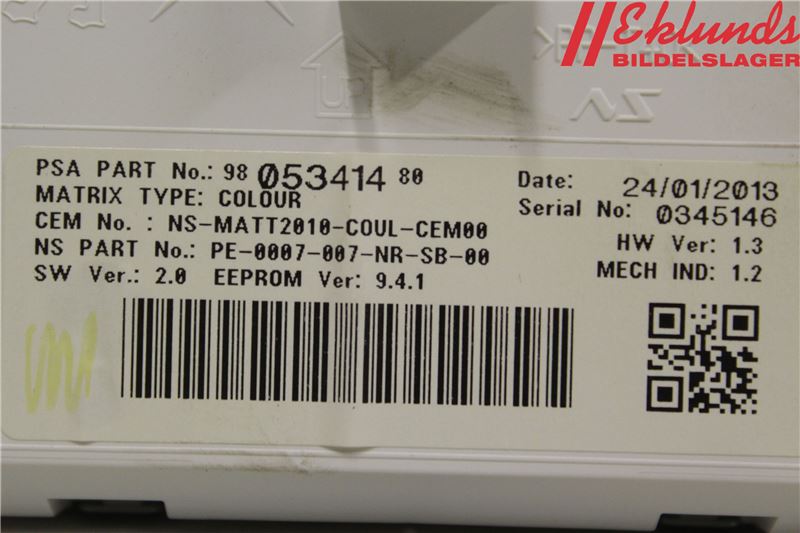 Eklunds
BILDELSLAGER
UP
PSA PART No.: 98 053414 80
MATRIX TYPE: COLOUR
CEM No. : NS-MATT2010-COUL-CEM00
NS PART No.: PE-0007-007-NR-SB-00
SW Ver.: 2.0 EEPROM Ver: 9.4.1
Date: 24/01/2013
Serial No: 0345146
HW Ver: 1.3
MECH IND: 1.2